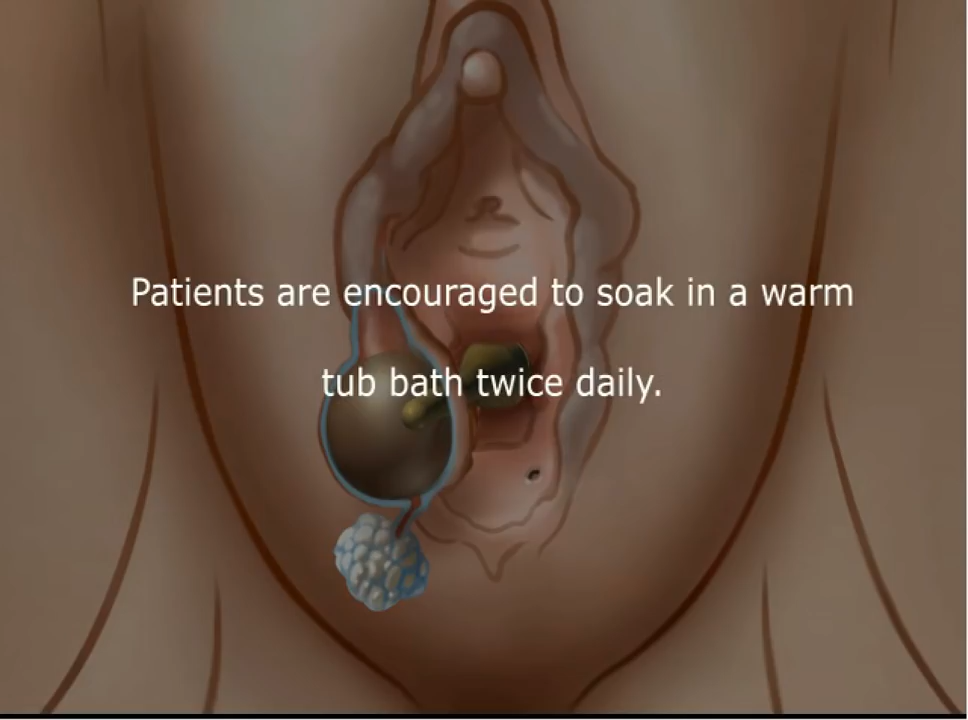 Patients are encouraged to soak in a warm
tub bath twice daily.